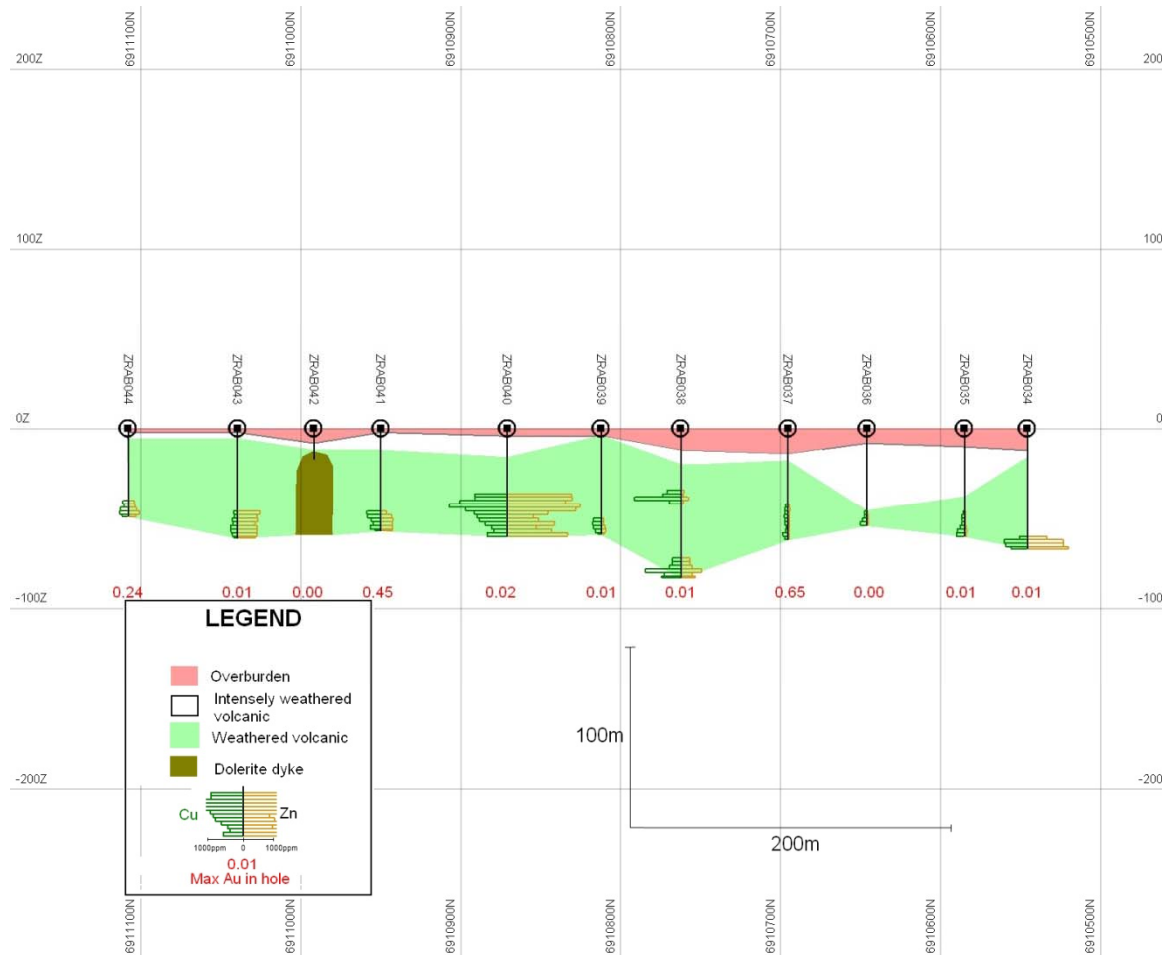 6911100N
6911000N
6910900N
6910800N
6910700N
6910600N
6910500N
200Z
200
100Z
100
ZRAB044
ZRAB043
ZRAB042
ZRAB041
ZRAB040
ZRAB039
ZRAB038
ZRAB037
ZRAB036
ZRAB035
ZRAB034
0Z
0
0.24
0.01
0.00
0.45
0.02
0.01
0.01
0.65
0.00
0.01
0.01
-100Z
-100
LEGEND
Overburden
Intensely weathered
volcanic
Weathered volcanic
Dolerite dyke
Cu
Zn
1000ppm
0
1000ppm
0.01
Max Au in hole
100m
200m
-200Z
-200
6911100N
6911000N
6910900N
6910800N
6910700N
6910600N
6910500N